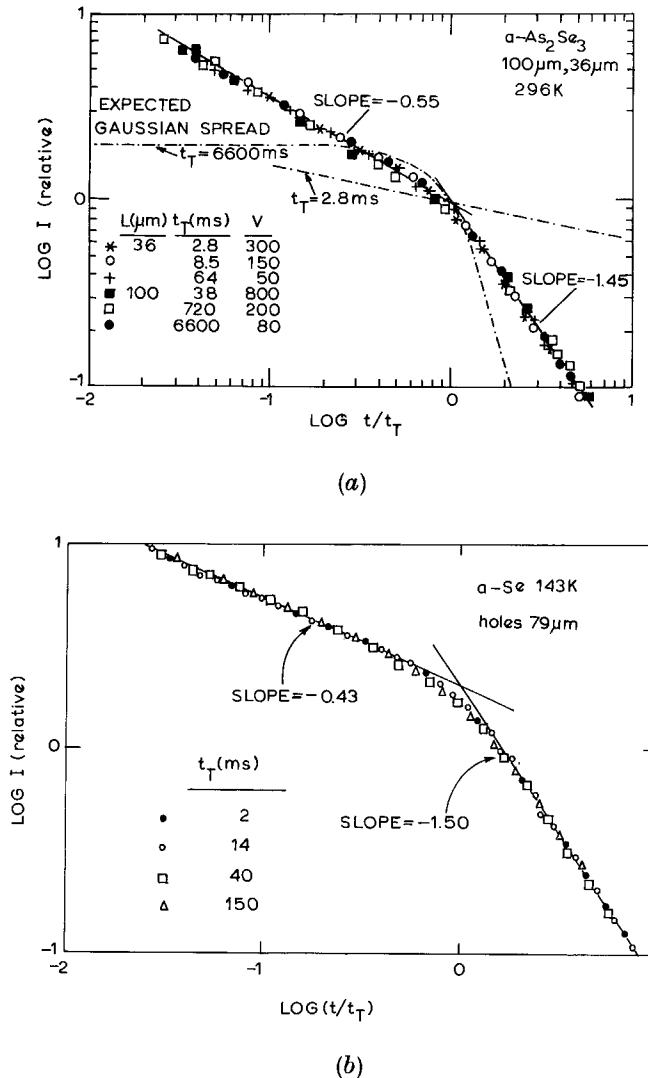 1
a-As2Se3
100μm,36μm
296K
SLOPE=-0.55
EXPECTED
GAUSSIAN SPREAD
tT=6600ms
tT=2.8ms
LOG I (relative)
0
L(μm) tT(ms) V
* 36 2.8 300
○ 8.5 150
+ 64 50
■ 100 38 800
□ 720 200
● 6600 80
SLOPE=-1.45
-1
-2 -1 0 1
LOG t/tT
(a)
1
a-Se 143K
holes 79μm
SLOPE=-0.43
LOG I (relative)
0
tT(ms)
● 2
○ 14
□ 40
△ 150
SLOPE=-1.50
-1
-2 -1 0
LOG(t/tT)
(b)